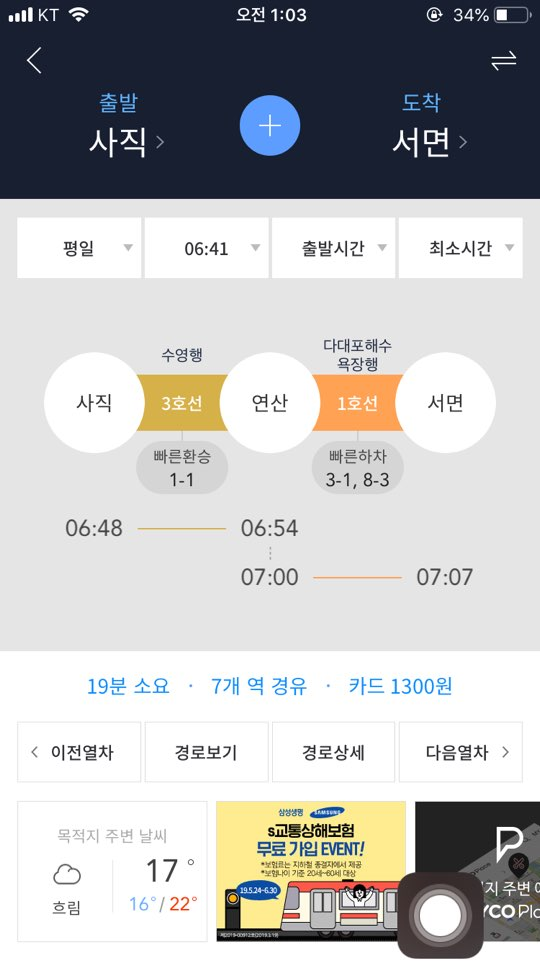 KT 오전 1:03 34%
출발 도착
사직 서면
평일 06:41 출발시간 최소시간
수영행 다대포해수
욕장행
사직 3호선 연산 1호선 서면
빠른환승 빠른하차
1-1 3-1, 8-3
06:48 06:54
07:00 07:07
19분 소요 · 7개 역 경유 · 카드 1300원
이전열차 경로보기 경로상세 다음열차
목적지 주변 날씨
17°
흐림 16°/ 22°
삼성생명 SAMSUNG
s교통상해보험
무료 가입 EVENT!
*보험료는 지하철 종결자에서 제공
*보험나이 기준 20세~60세 대상
19.5.24~6.30
P
지 주변
YCO Pla